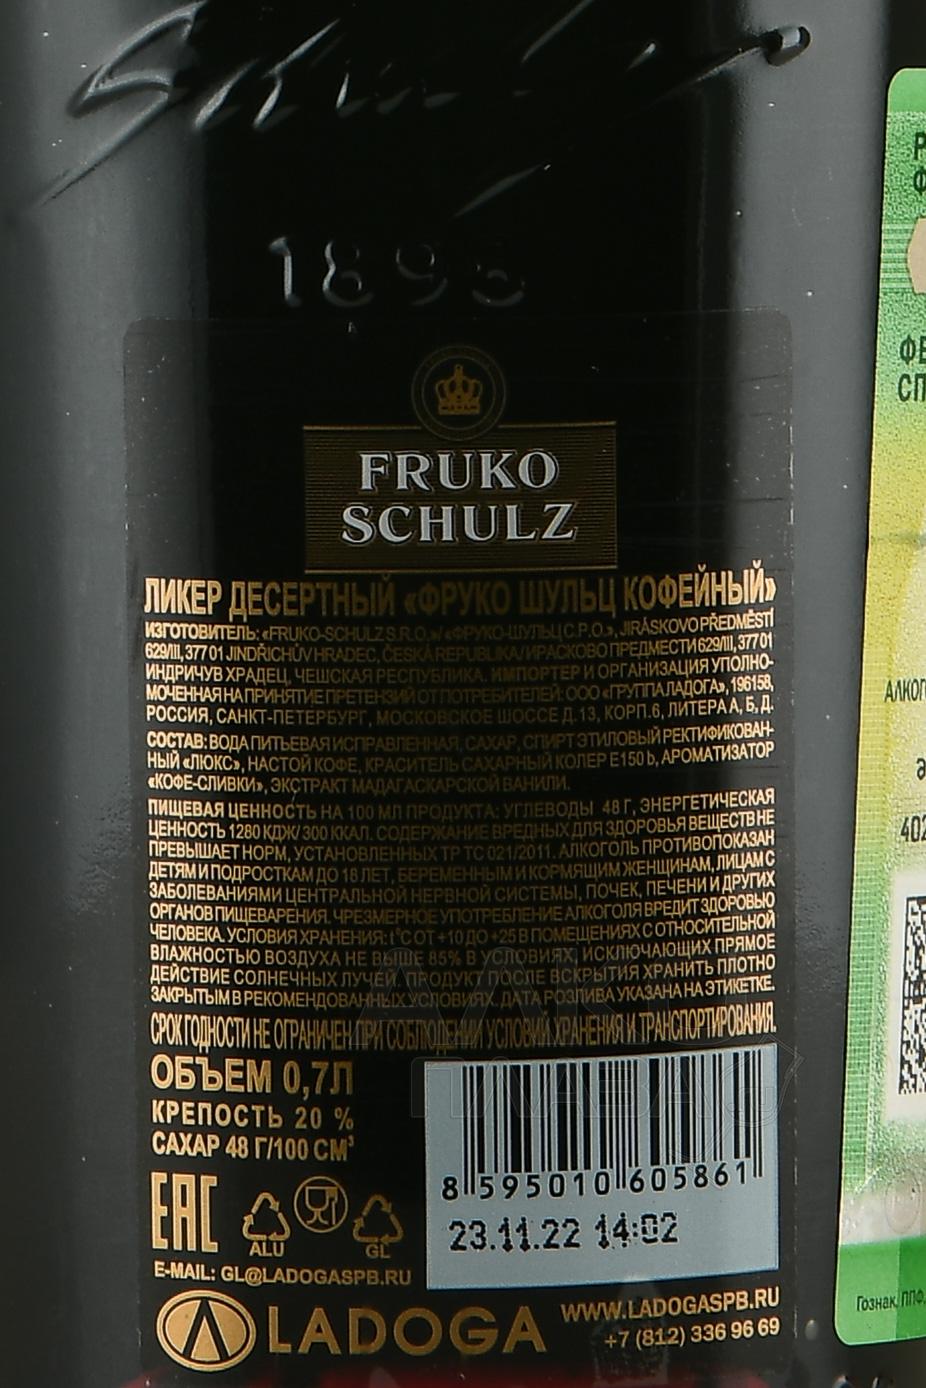 1895
FRUKO
SCHULZ
ЛИКЕР ДЕСЕРТНЫЙ «ФРУКО ШУЛЬЦ КОФЕЙНЫЙ»
ИЗГОТОВИТЕЛЬ: «FRUKO-SCHULZ S.R.O.»/ «ФРУКО-ШУЛЬЦ С.Р.О.», JIRÁSKOVO PŘEDMĚSTÍ
629/III, 377 01 JINDŘICHŮV HRADEC, ČESKÁ REPUBLIKA/ИРАСКОВО ПРЕДМЕСТИ 629/III, 377 01
ИНДРИЧУВ ХРАДЕЦ, ЧЕШСКАЯ РЕСПУБЛИКА. ИМПОРТЕР И ОРГАНИЗАЦИЯ УПОЛНО-
МОЧЕННАЯ НА ПРИНЯТИЕ ПРЕТЕНЗИЙ ОТ ПОТРЕБИТЕЛЕЙ: ООО «ГРУППА ЛАДОГА», 196158,
РОССИЯ, САНКТ-ПЕТЕРБУРГ, МОСКОВСКОЕ ШОССЕ Д.13, КОРП.6, ЛИТЕРА А, Б, Д.
СОСТАВ: ВОДА ПИТЬЕВАЯ ИСПРАВЛЕННАЯ, САХАР, СПИРТ ЭТИЛОВЫЙ РЕКТИФИКОВАН-
НЫЙ «ЛЮКС», НАСТОЙ КОФЕ, КРАСИТЕЛЬ САХАРНЫЙ КОЛЕР Е150 b, АРОМАТИЗАТОР
«КОФЕ-СЛИВКИ», ЭКСТРАКТ МАДАГАСКАРСКОЙ ВАНИЛИ.
ПИЩЕВАЯ ЦЕННОСТЬ НА 100 МЛ ПРОДУКТА: УГЛЕВОДЫ 48 Г, ЭНЕРГЕТИЧЕСКАЯ
ЦЕННОСТЬ 1280 КДЖ/ 300 ККАЛ. СОДЕРЖАНИЕ ВРЕДНЫХ ДЛЯ ЗДОРОВЬЯ ВЕЩЕСТВ НЕ
ПРЕВЫШАЕТ НОРМ, УСТАНОВЛЕННЫХ ТР ТС 021/2011. АЛКОГОЛЬ ПРОТИВОПОКАЗАН
ДЕТЯМ И ПОДРОСТКАМ ДО 18 ЛЕТ, БЕРЕМЕННЫМ И КОРМЯЩИМ ЖЕНЩИНАМ, ЛИЦАМ С
ЗАБОЛЕВАНИЯМИ ЦЕНТРАЛЬНОЙ НЕРВНОЙ СИСТЕМЫ, ПОЧЕК, ПЕЧЕНИ И ДРУГИХ
ОРГАНОВ ПИЩЕВАРЕНИЯ. ЧРЕЗМЕРНОЕ УПОТРЕБЛЕНИЕ АЛКОГОЛЯ ВРЕДИТ ЗДОРОВЬЮ
ЧЕЛОВЕКА. УСЛОВИЯ ХРАНЕНИЯ: t°С ОТ +10 ДО +25 В ПОМЕЩЕНИЯХ С ОТНОСИТЕЛЬНОЙ
ВЛАЖНОСТЬЮ ВОЗДУХА НЕ ВЫШЕ 85% В УСЛОВИЯХ, ИСКЛЮЧАЮЩИХ ПРЯМОЕ
ДЕЙСТВИЕ СОЛНЕЧНЫХ ЛУЧЕЙ. ПРОДУКТ ПОСЛЕ ВСКРЫТИЯ ХРАНИТЬ ПЛОТНО
ЗАКРЫТЫМ В РЕКОМЕНДОВАННЫХ УСЛОВИЯХ. ДАТА РОЗЛИВА УКАЗАНА НА ЭТИКЕТКЕ.
СРОК ГОДНОСТИ НЕ ОГРАНИЧЕН ПРИ СОБЛЮДЕНИИ УСЛОВИЙ ХРАНЕНИЯ И ТРАНСПОРТИРОВАНИЯ.
ОБЪЕМ 0,7Л
КРЕПОСТЬ 20 %
САХАР 48 Г/100 СМ³
8 595010 605861
23.11.22 14:02
ЕАС
ALU
GL
E-MAIL: GL@LADOGASPB.RU
LADOGA
WWW.LADOGASPB.RU
+7 (812) 336 96 69
402
Гознак, ППФ,